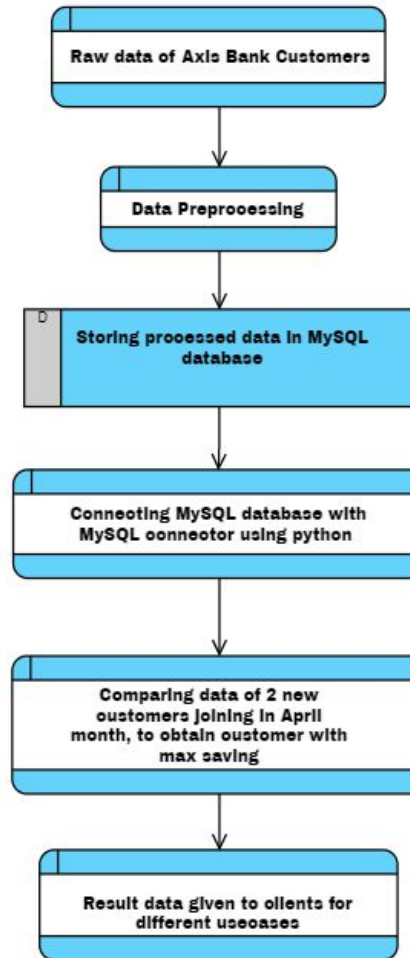 Raw data of Axis Bank Customers
Data Preprocessing
D
Storing processed data in MySQL
database
Connecting MySQL database with
MySQL connector using python
Comparing data of 2 new
customers joining in April
month, to obtain customer with
max saving
Result data given to clients for
different usecases